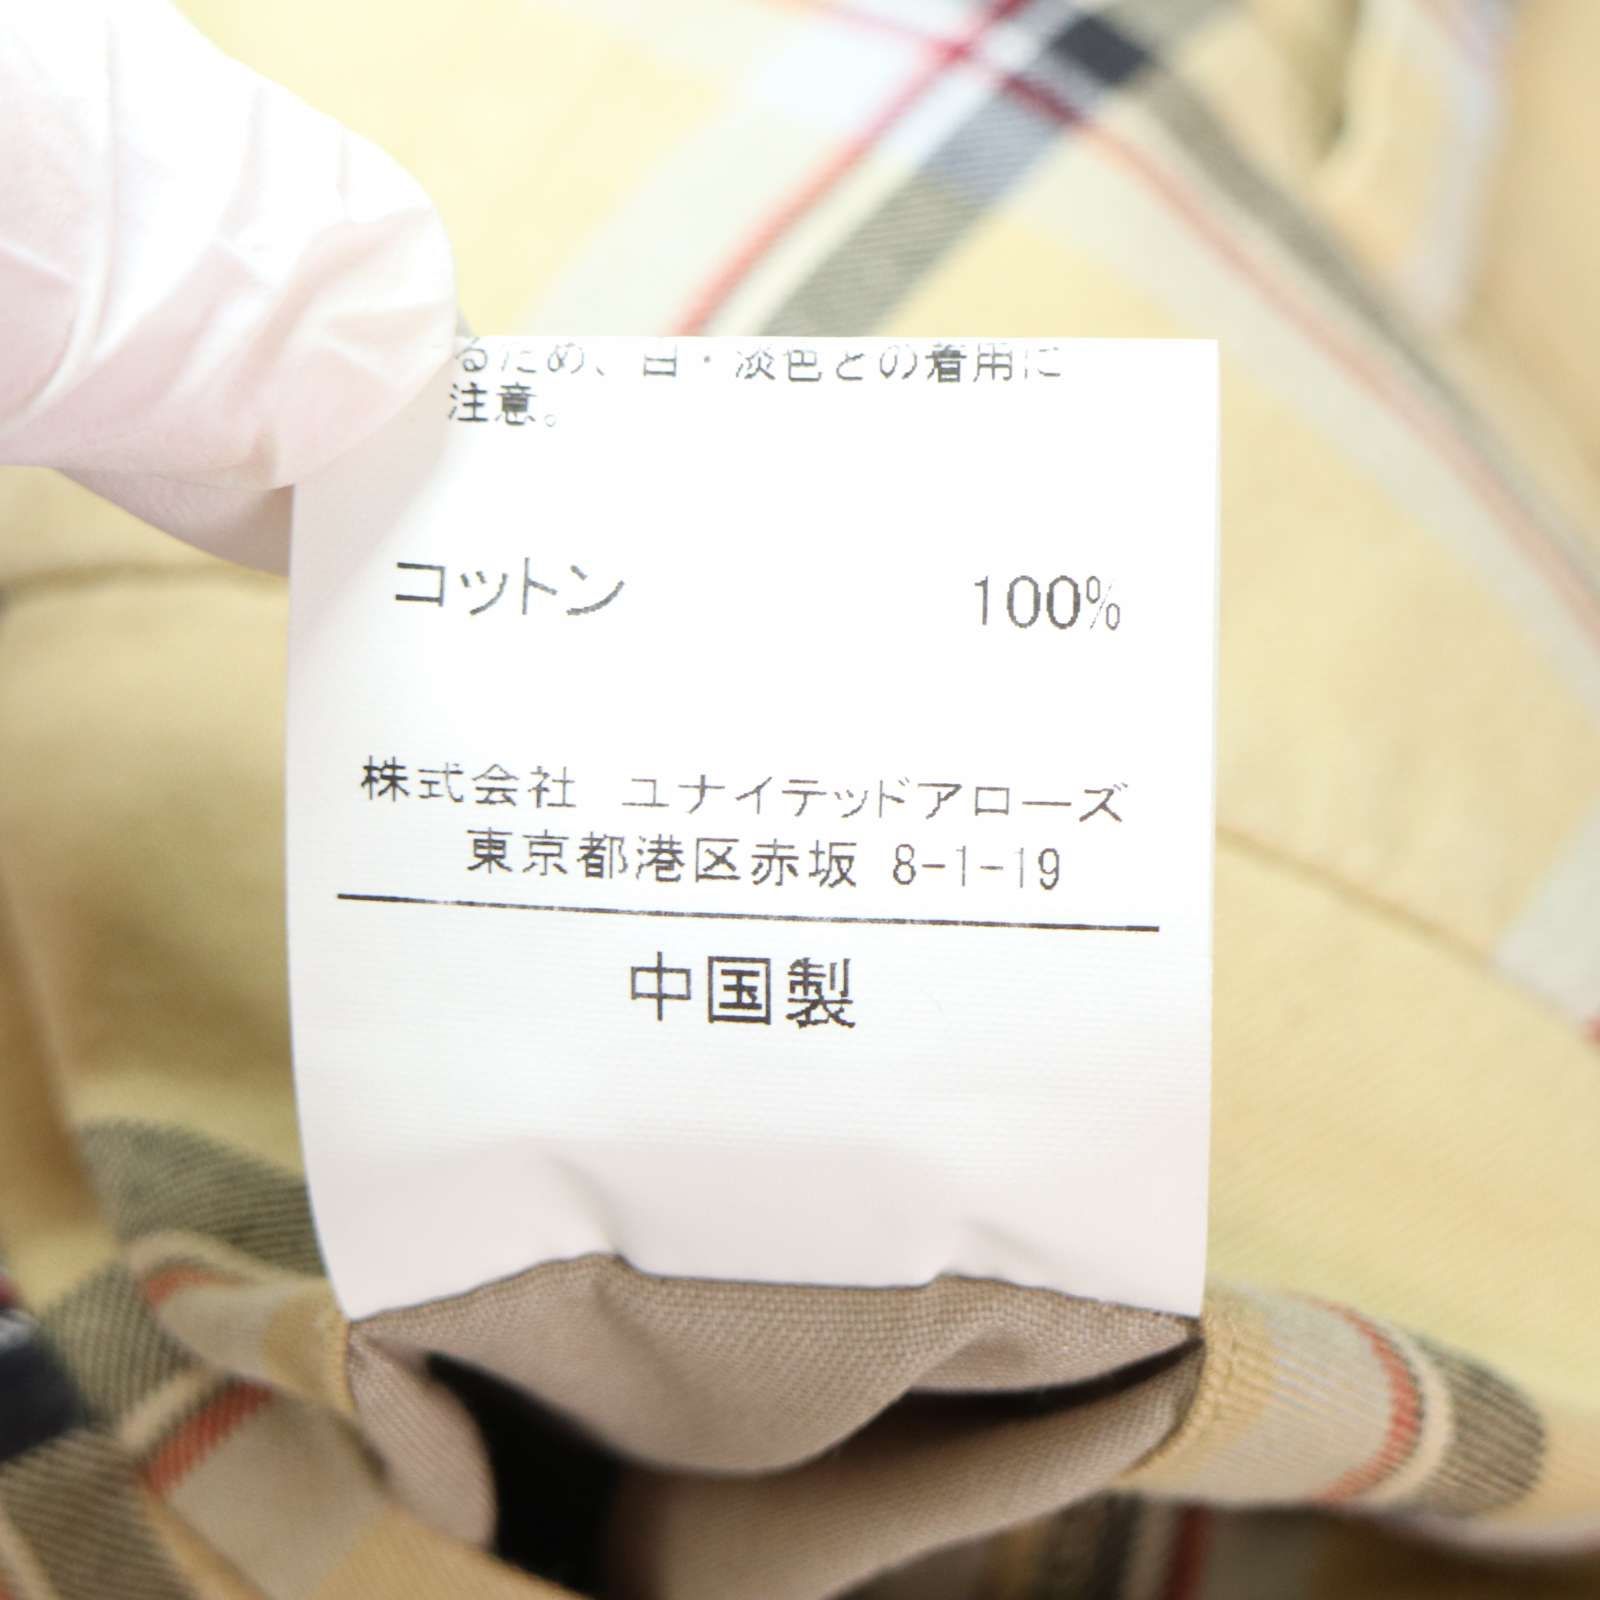 るため、白・淡色との着用に
注意。
コットン 100%
株式会社 ユナイテッドアローズ
東京都港区赤坂 8-1-19
中国製